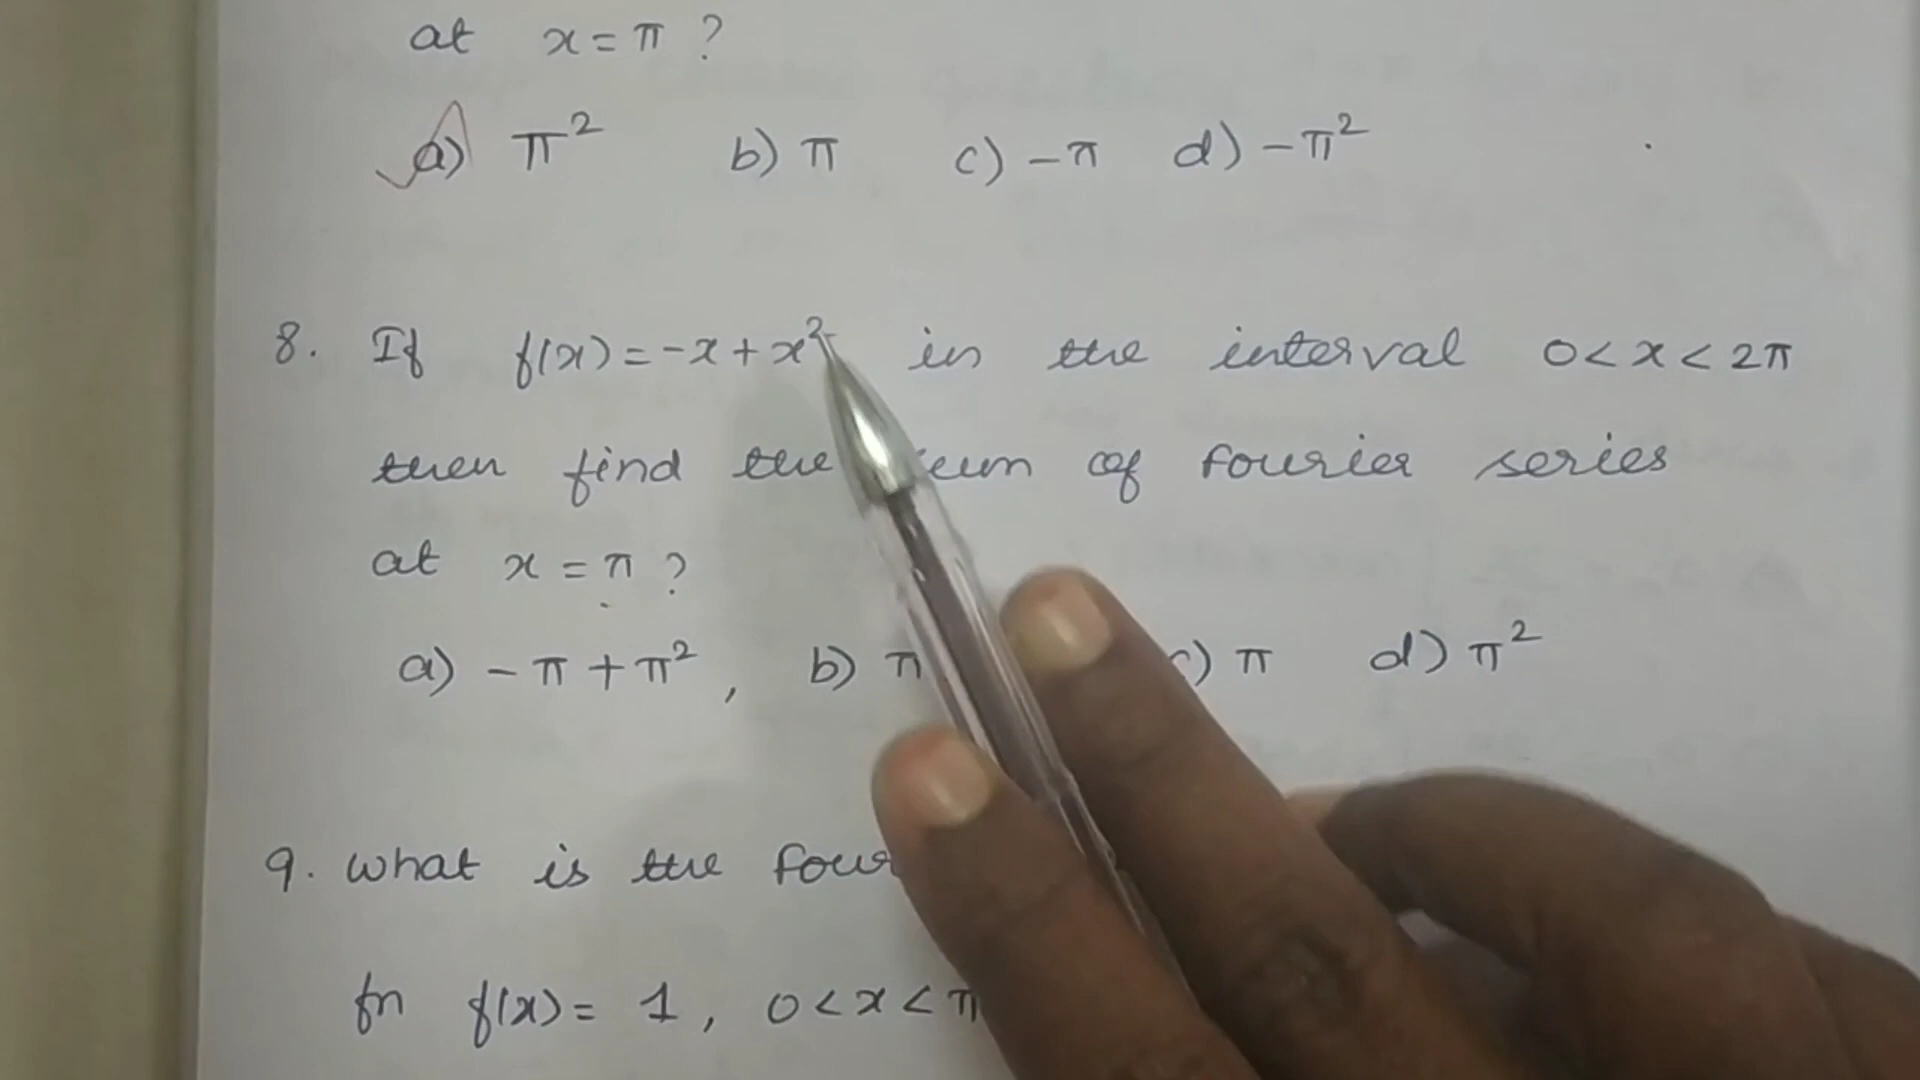 at x = π ?
a) π² b) π c) -π d) -π²
8. If f(x) = -x + x² in the interval 0 < x < 2π
then find the of fourier series
at x = π ?
a) - π + π² , b) π c) π d) π²
9. what is the
fn f(x) = 1 , 0 < x < π